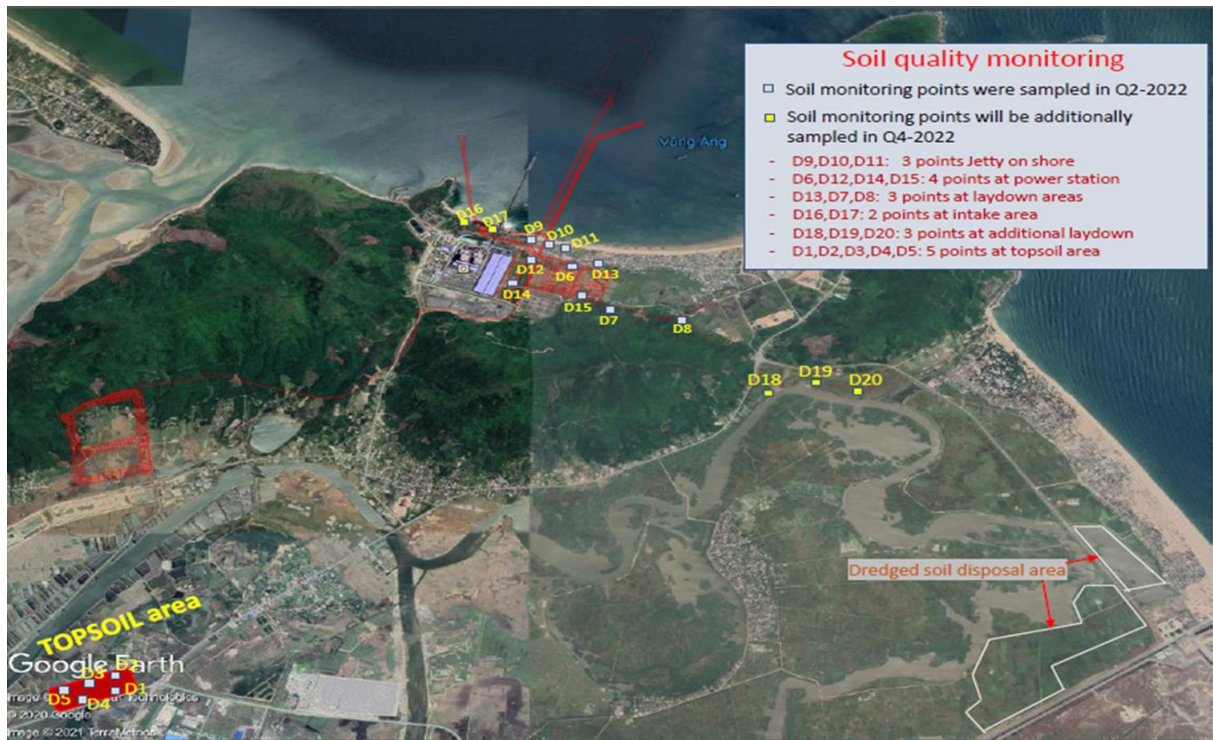 Soil quality monitoring
Soil monitoring points were sampled in Q2-2022
Soil monitoring points will be additionally
sampled in Q4-2022
- D9,D10,D11: 3 points Jetty on shore
- D6,D12,D14,D15: 4 points at power station
- D13,D7,D8: 3 points at laydown areas
- D16,D17: 2 points at intake area
- D18,D19,D20: 3 points at additional laydown
- D1,D2,D3,D4,D5: 5 points at topsoil area
Vũng Áng
D16
D17
D9
D10
D11
D12
D6
D13
D14
D15
D7
D8
D18
D19
D20
Dredged soil disposal area
TOPSOIL area
Google Earth
D3
D2
D5
D4
D1
Image ©
Technologies
© 2020 Google
Image © 2021 TerraMetrics